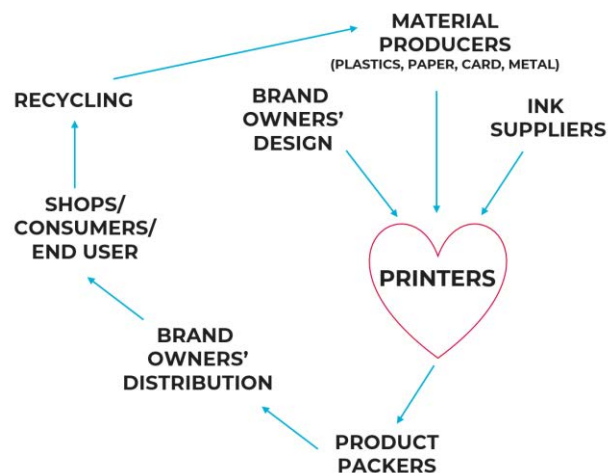 MATERIAL
PRODUCERS
(PLASTICS, PAPER, CARD, METAL)
BRAND
OWNERS’
DESIGN
INK
SUPPLIERS
PRINTERS
PRODUCT
PACKERS
BRAND
OWNERS’
DISTRIBUTION
SHOPS/
CONSUMERS/
END USER
RECYCLING